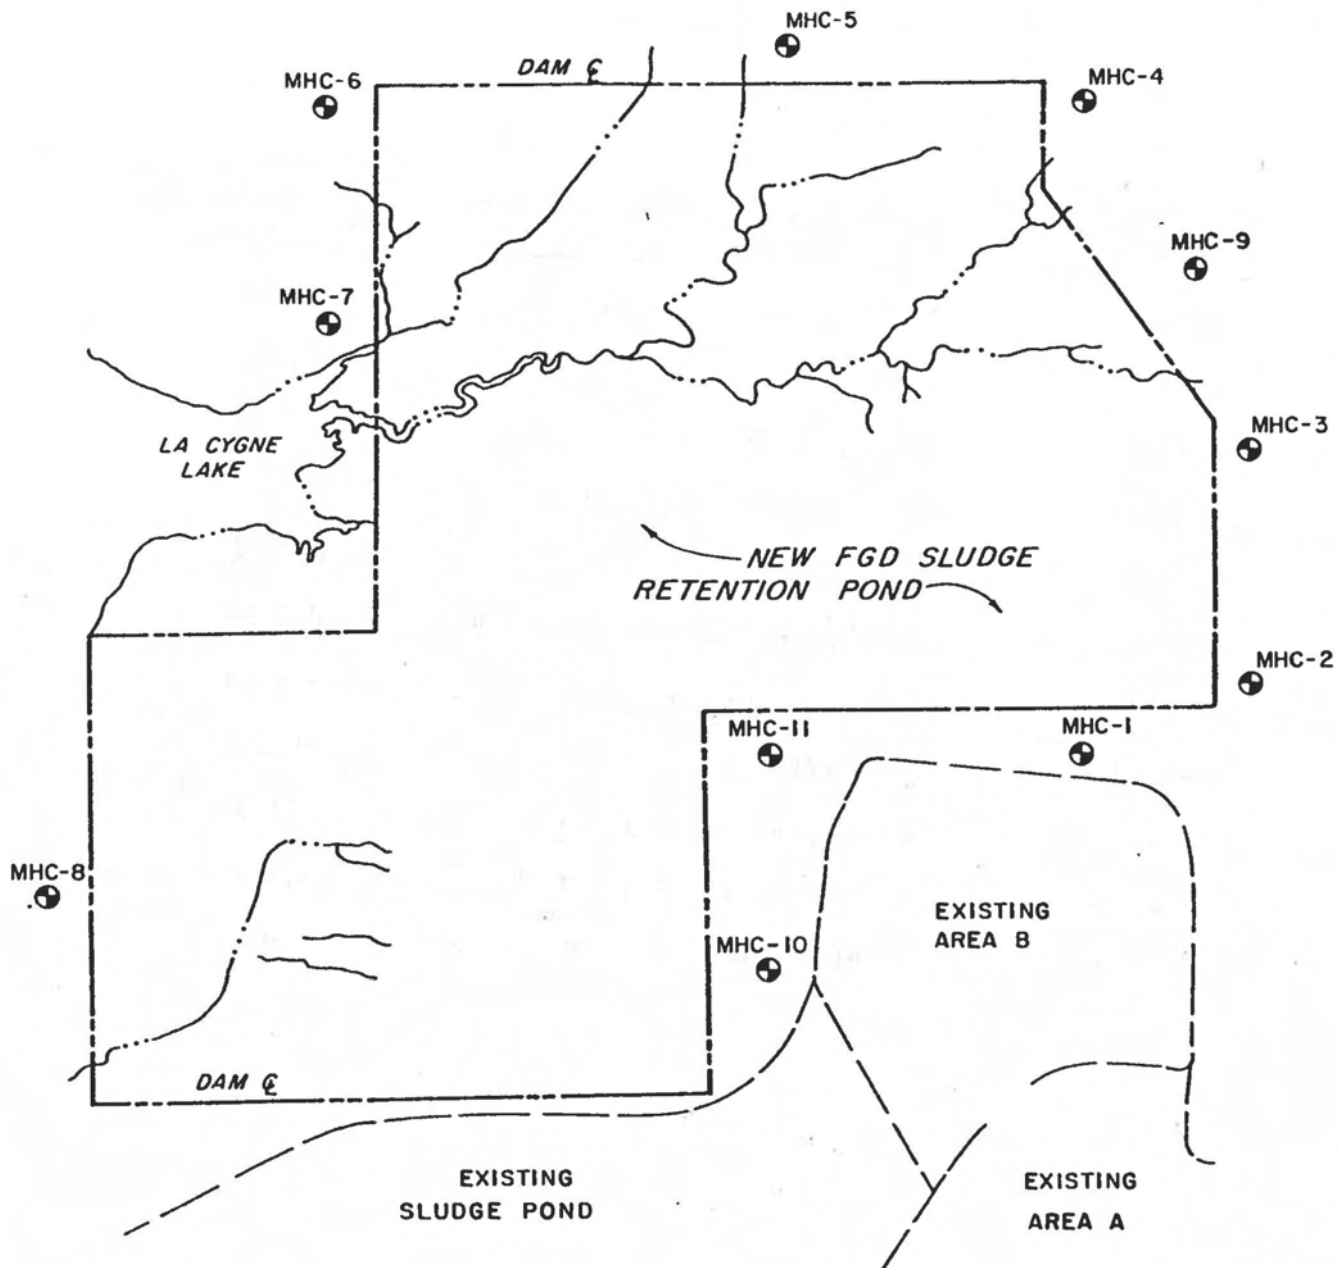 MHC-5
DAM ℄
MHC-6
MHC-4
MHC-9
MHC-7
MHC-3
LA CYGNE
LAKE
NEW FGD SLUDGE
RETENTION POND
MHC-2
MHC-11
MHC-1
MHC-8
EXISTING
AREA B
MHC-10
DAM ℄
EXISTING
SLUDGE POND
EXISTING
AREA A